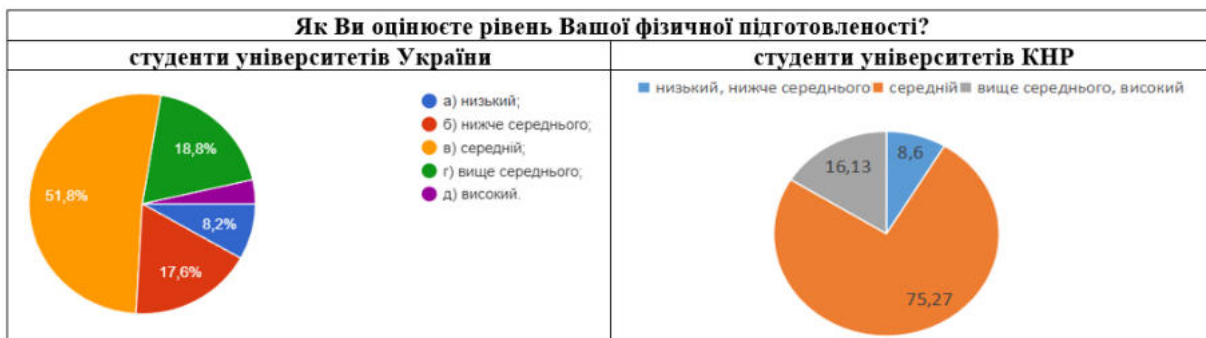 Як Ви оцінюєте рівень Вашої фізичної підготовленості?
студенти університетів України
студенти університетів КНР
а) низький;
б) нижче середнього;
в) середній;
г) вище середнього;
д) високий.
18,8%
51,8%
8,2%
17,6%
низький, нижче середнього середній вище середнього, високий
8,6
16,13
75,27